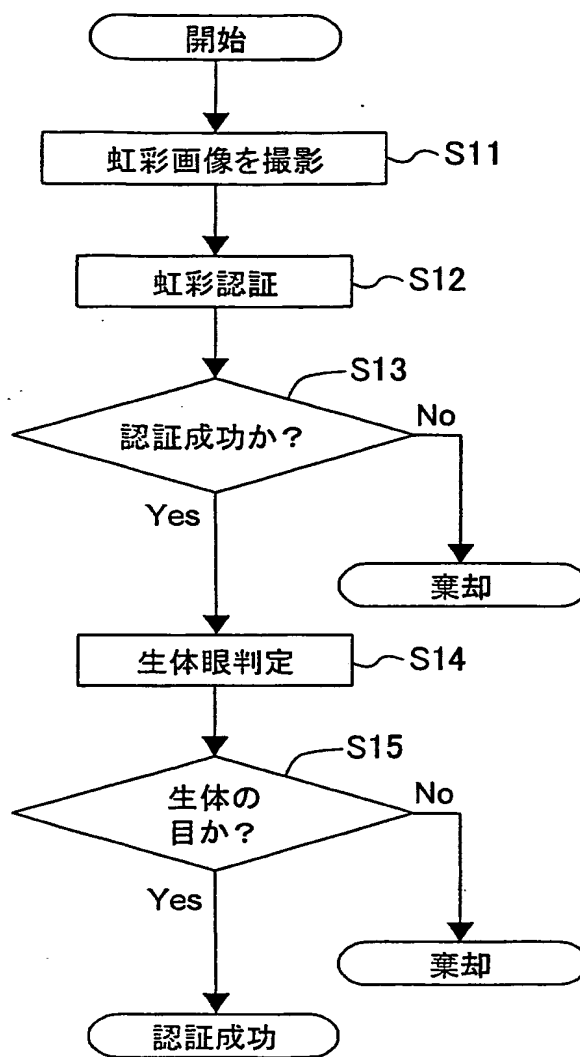 開始
虹彩画像を撮影
S11
虹彩認証
S12
S13
認証成功か？
No
Yes
棄却
生体眼判定
S14
S15
生体の
目か？
No
Yes
棄却
認証成功